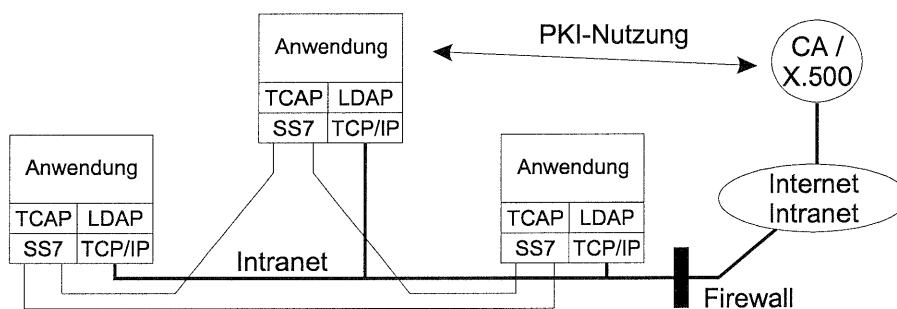 Anwendung
TCAP LDAP
SS7 TCP/IP
PKI-Nutzung
CA /
X.500
Anwendung
TCAP LDAP
SS7 TCP/IP
Anwendung
TCAP LDAP
SS7 TCP/IP
Internet
Intranet
Intranet
Firewall